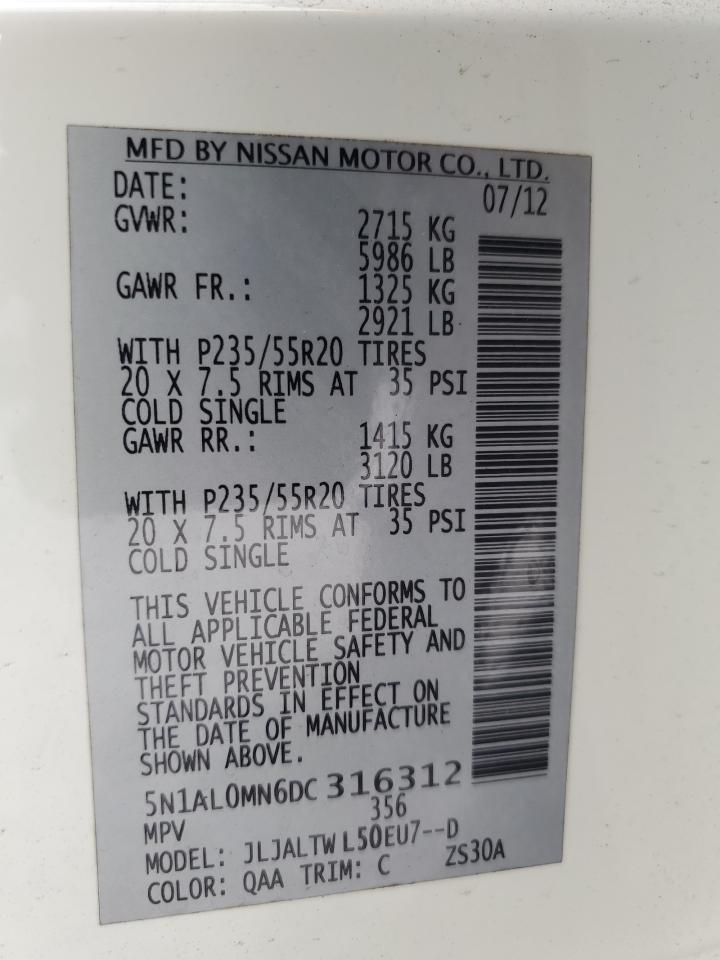 MFD BY NISSAN MOTOR CO., LTD.
DATE: 07/12
GVWR: 2715 KG
5986 LB
GAWR FR.: 1325 KG
2921 LB
WITH P235/55R20 TIRES
20 X 7.5 RIMS AT 35 PSI
COLD SINGLE
GAWR RR.: 1415 KG
3120 LB
WITH P235/55R20 TIRES
20 X 7.5 RIMS AT 35 PSI
COLD SINGLE
THIS VEHICLE CONFORMS TO
ALL APPLICABLE FEDERAL
MOTOR VEHICLE SAFETY AND
THEFT PREVENTION
STANDARDS IN EFFECT ON
THE DATE OF MANUFACTURE
SHOWN ABOVE.
5N1AL0MN6DC316312
MPV 356
MODEL: JLJALTWL50EU7--D
COLOR: QAA TRIM: C ZS30A